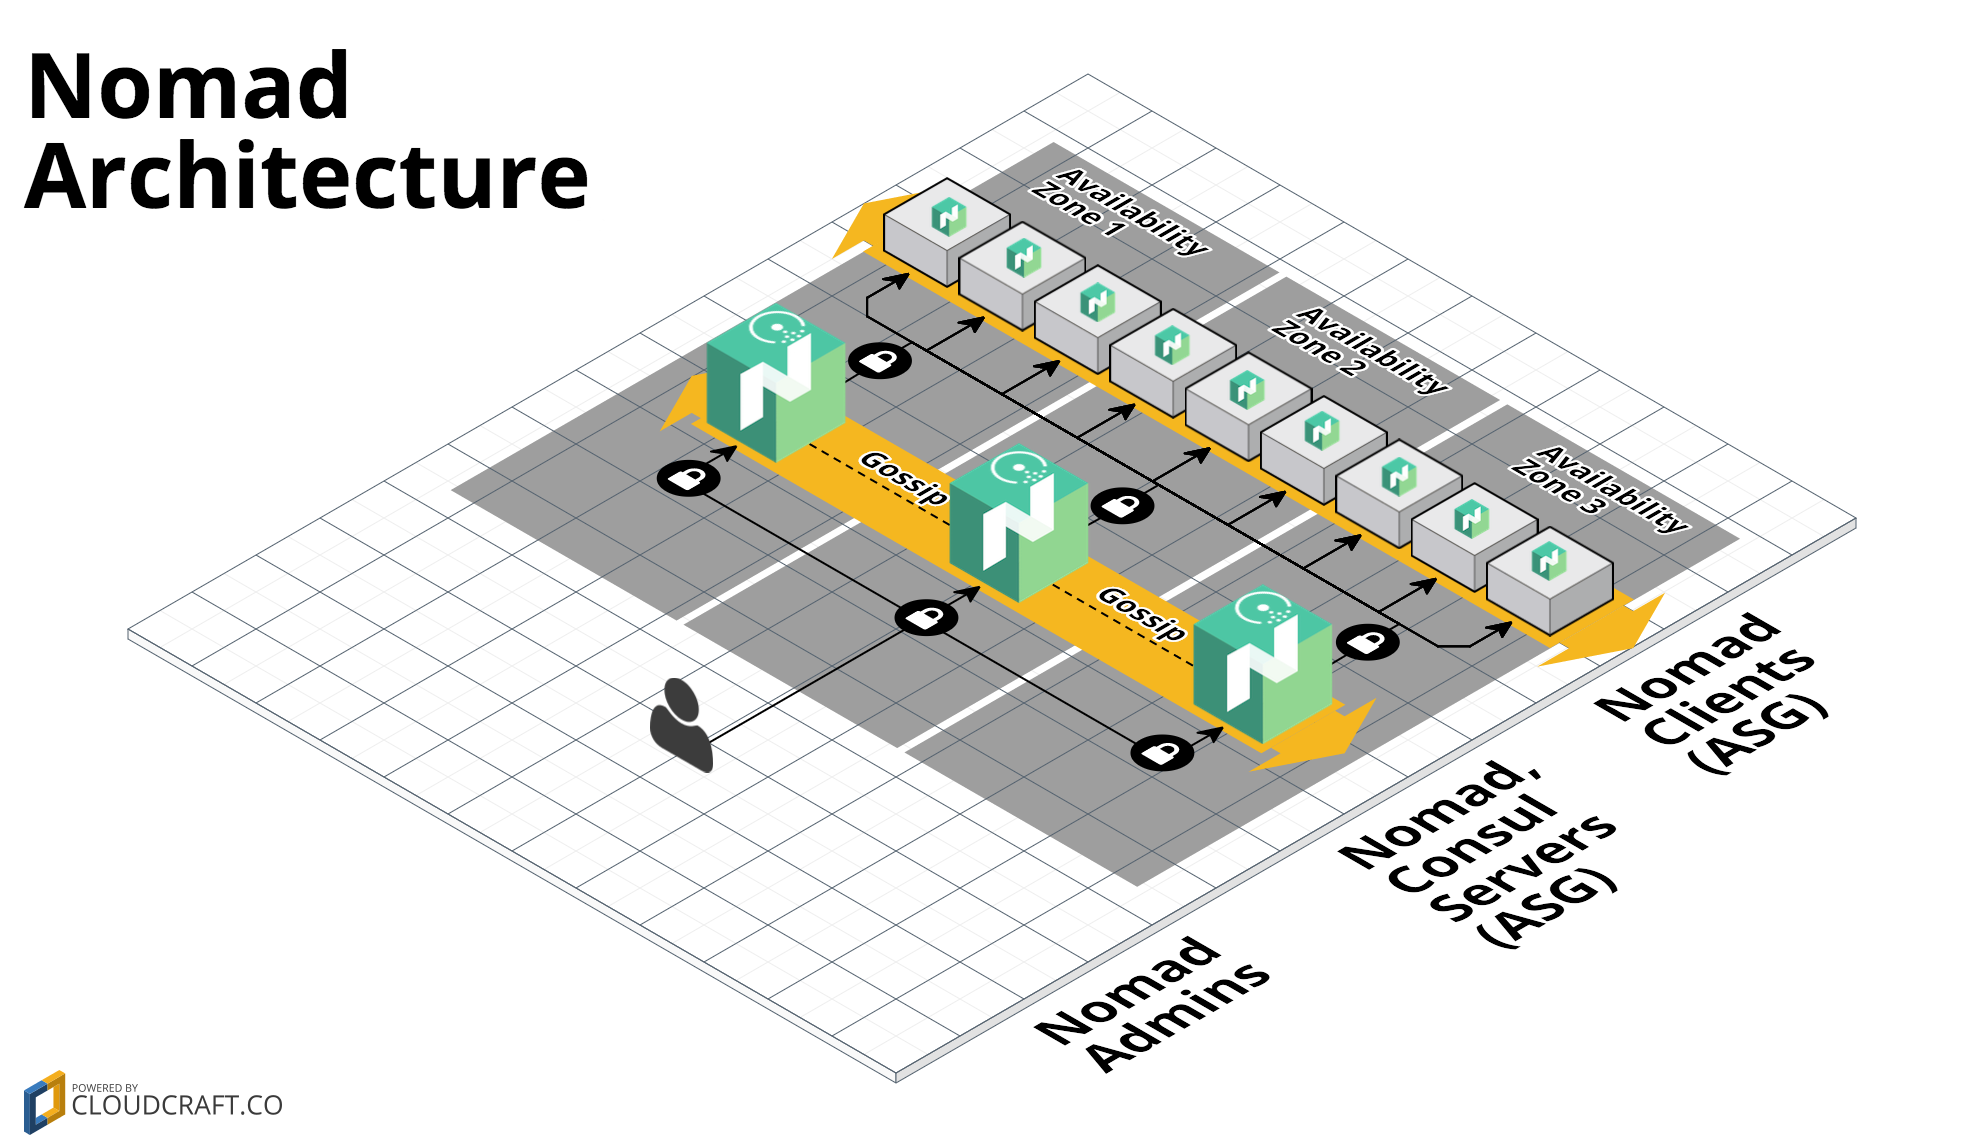 Nomad
Architecture
Availability
Zone 1
Availability
Zone 2
Availability
Zone 3
Gossip
Gossip
Nomad
Clients
(ASG)
Nomad,
Consul
Servers
(ASG)
Nomad
Admins
POWERED BY
CLOUDCRAFT.CO